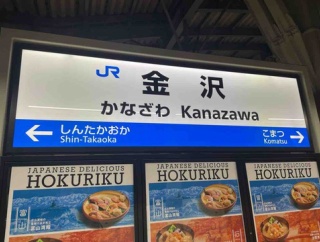 JR 金沢
かなざわ Kanazawa
← しんたかおか こまつ →
Shin-Takaoka Komatsu
JAPANESE DELICIOUS
HOKURIKU
JAPANESE DELICIOUS
HOKURIKU
JAPANESE DELICIOUS
HOKURIKU